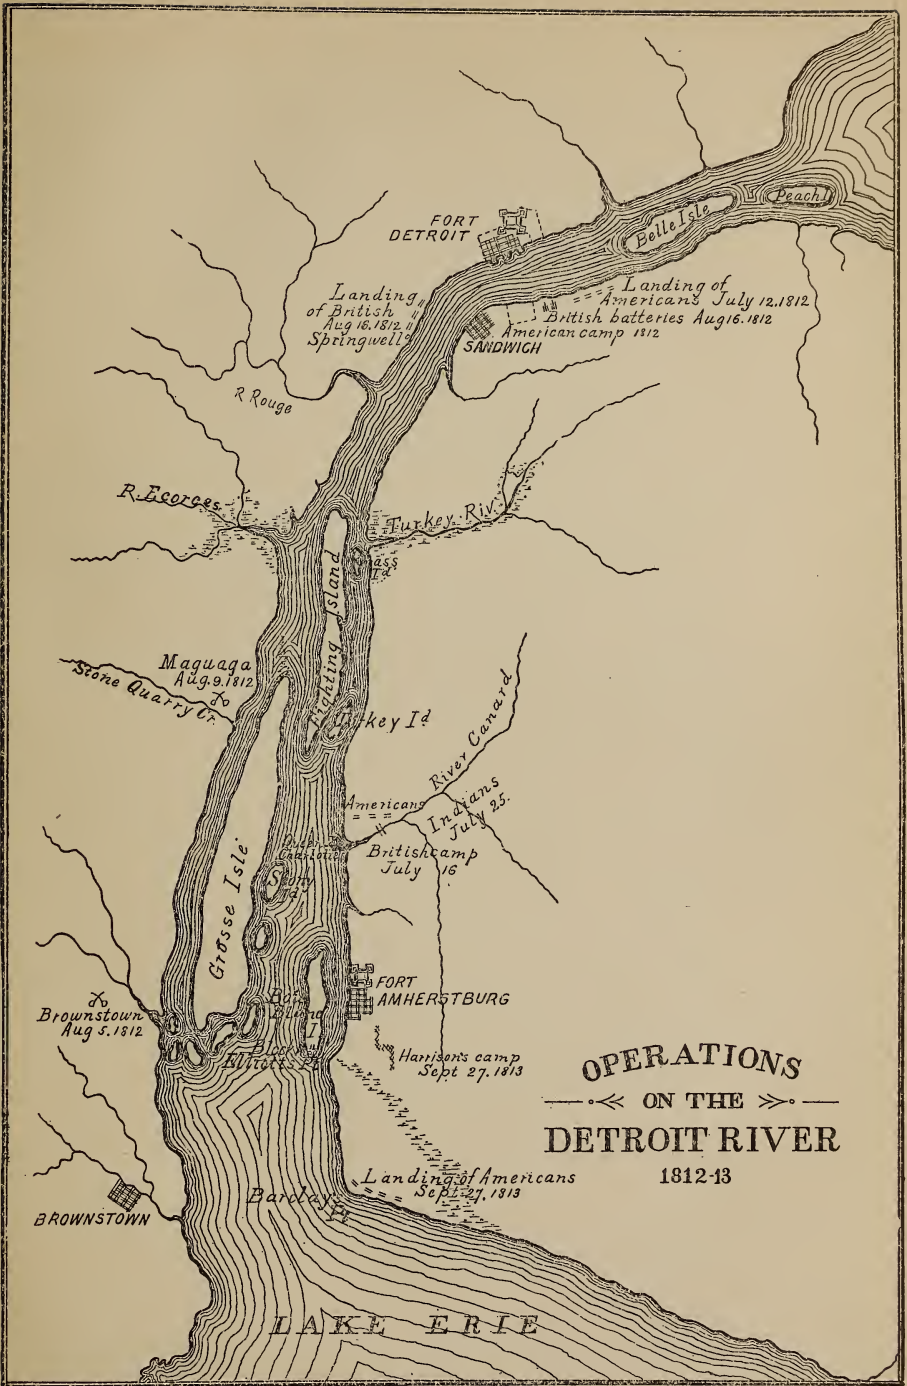 Peach I
Belle Isle
FORT
DETROIT
Landing
of British
Aug 16.1812
Springwells
Landing of
Americans July 12.1812
British batteries Aug 16.1812
American camp 1812
SANDWICH
R Rouge
R. Ecorces
Turkey Riv.
Fighting Island
Maguaga
Aug. 9. 1812
Stone Quarry Cr.
Turkey Id
River Canard
Americans
Indians
July 25.
British camp
July 16
Queen
Charlotte
Stony
Id
Grosse Isle
FORT
AMHERSTBURG
Brownstown
Aug 5. 1812
Bois
Blanc
I
Block
Elliott's Pt
Harrison's camp
Sept 27. 1813
OPERATIONS
ON THE
DETROIT RIVER
1812-13
Landing of Americans
Sept. 27. 1813
Barclay
Pt
BROWNSTOWN
LAKE ERIE